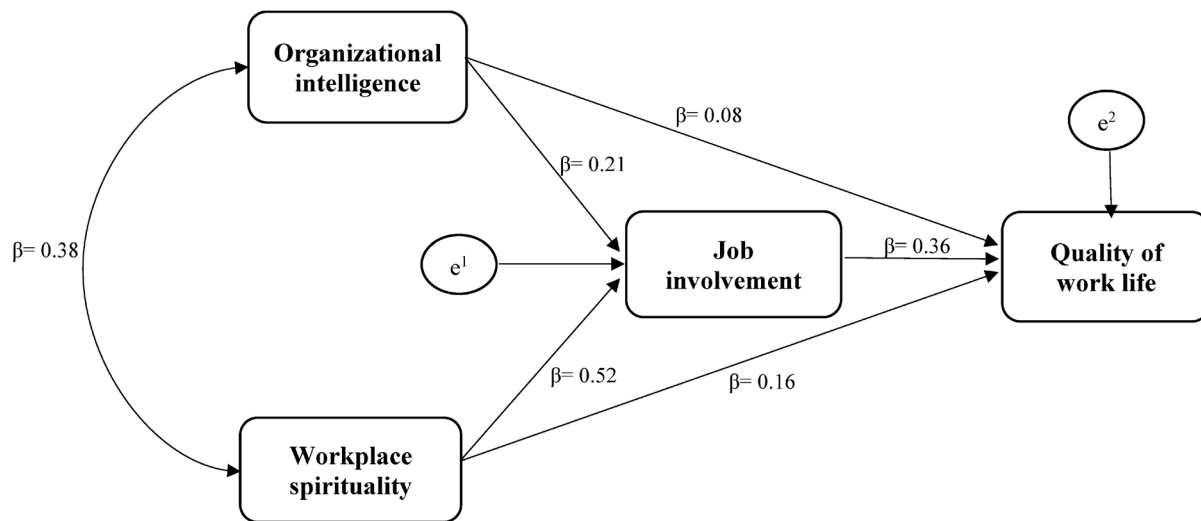 Organizational
intelligence
β= 0.08
e²
β= 0.21
β= 0.38
e¹
Job
involvement
β= 0.36
Quality of
work life
β= 0.52
β= 0.16
Workplace
spirituality